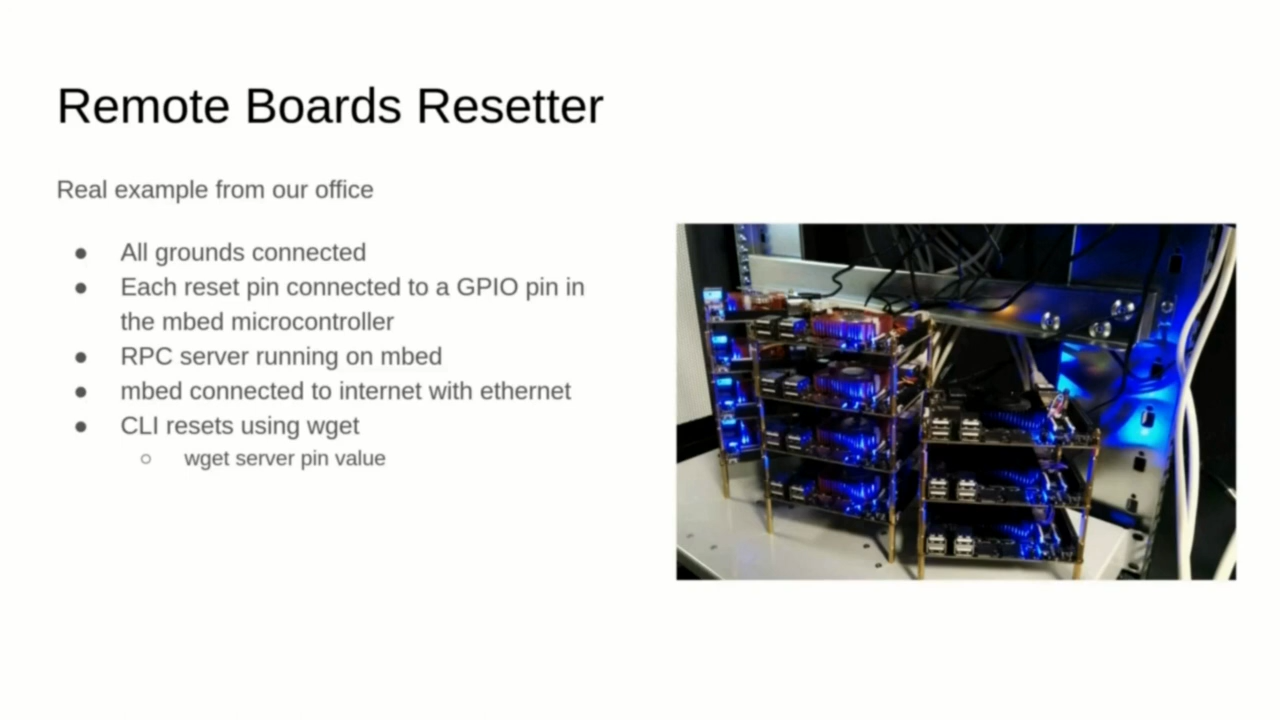 Remote Boards Resetter
Real example from our office
● All grounds connected
● Each reset pin connected to a GPIO pin in
the mbed microcontroller
● RPC server running on mbed
● mbed connected to internet with ethernet
● CLI resets using wget
○ wget server pin value